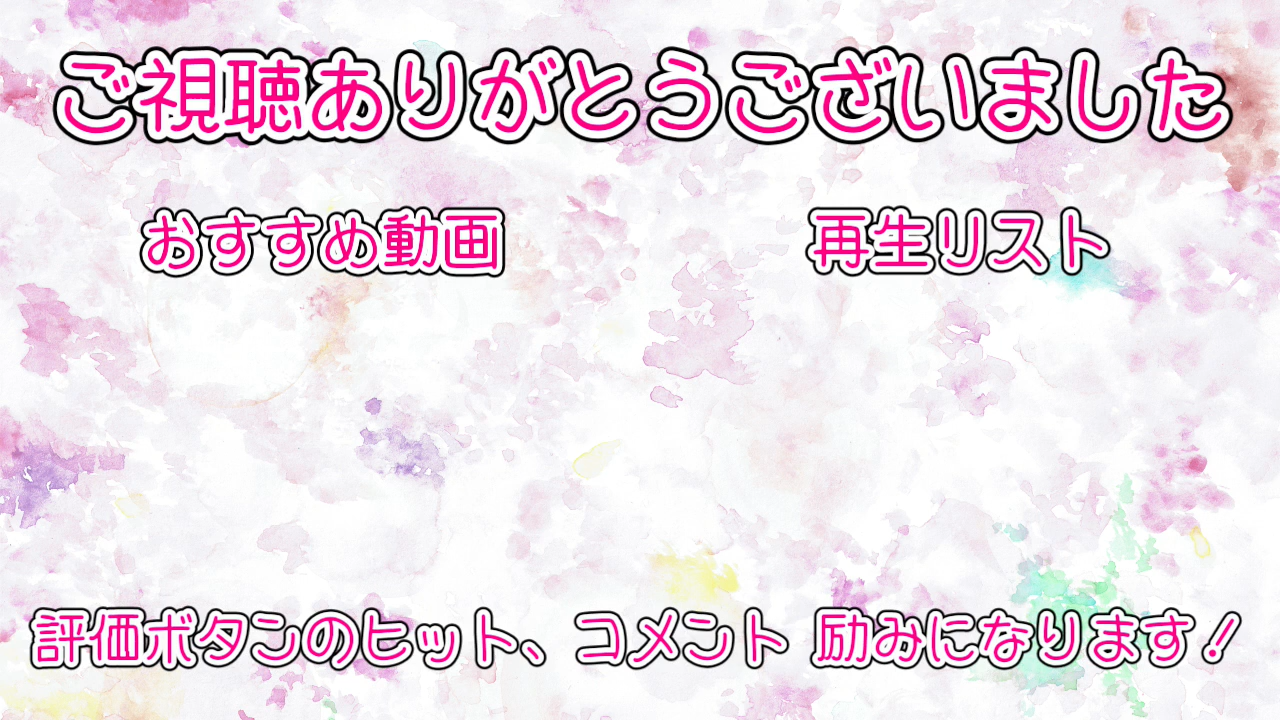 ご視聴ありがとうございました
おすすめ動画
再生リスト
評価ボタンのヒット、コメント 励みになります！